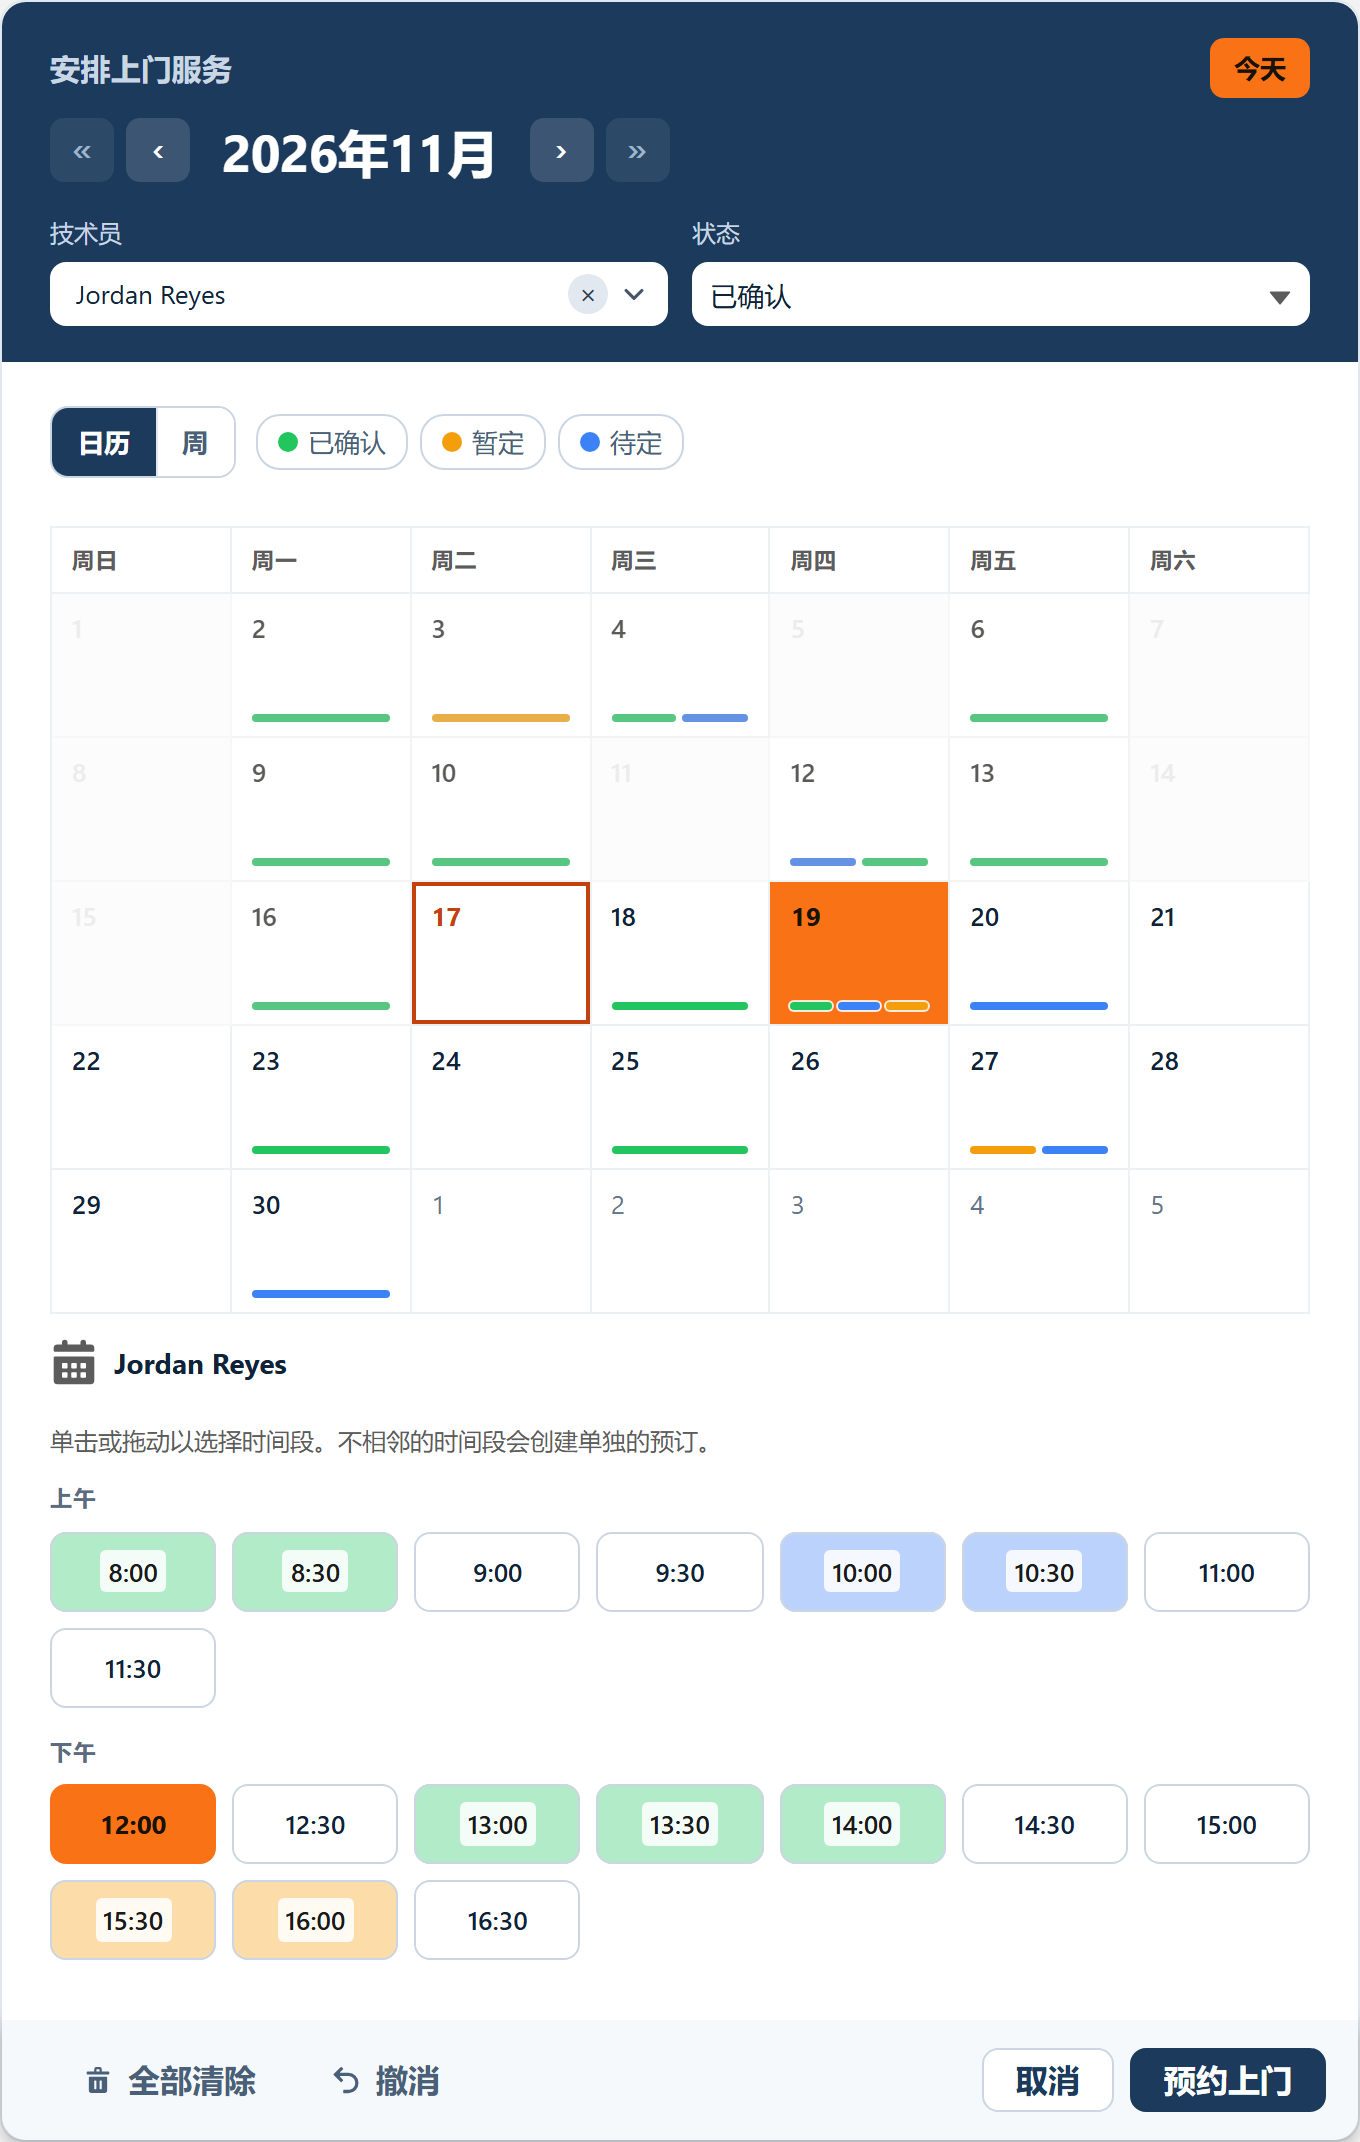 安排上门服务
今天
« ‹ 2026年11月 › »
技术员 状态
Jordan Reyes × 已确认
日历 周 已确认 暂定 待定
周日 周一 周二 周三 周四 周五 周六
1 2 3 4 5 6 7
8 9 10 11 12 13 14
15 16 17 18 19 20 21
22 23 24 25 26 27 28
29 30 1 2 3 4 5
Jordan Reyes
单击或拖动以选择时间段。不相邻的时间段会创建单独的预订。
上午
8:00 8:30 9:00 9:30 10:00 10:30 11:00
11:30
下午
12:00 12:30 13:00 13:30 14:00 14:30 15:00
15:30 16:00 16:30
全部清除 撤消 取消 预约上门